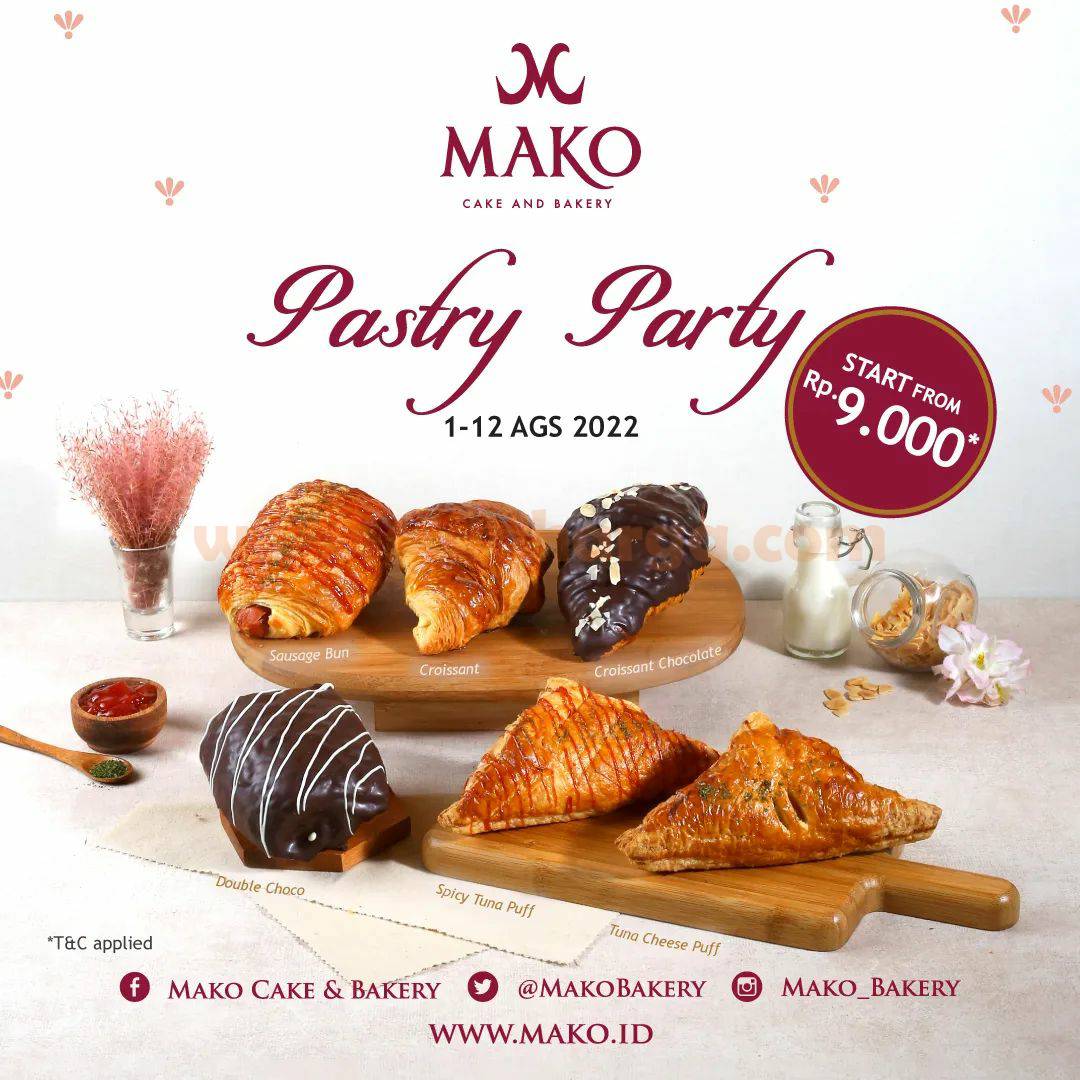 MAKO
CAKE AND BAKERY
Pastry Party
1-12 AGS 2022
START FROM
Rp.9.000*
Sausage Bun
Croissant
Croissant Chocolate
Double Choco
Spicy Tuna Puff
Tuna Cheese Puff
*T&C applied
MAKO CAKE & BAKERY @MAKOBAKERY MAKO_BAKERY
WWW.MAKO.ID